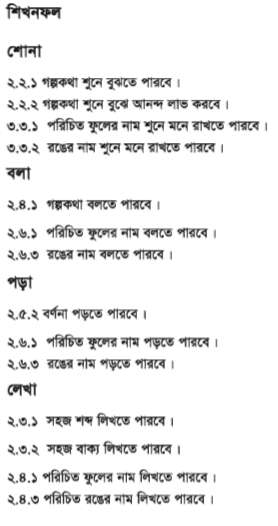 শিখনফল
শোনা
২.২.১ গল্পকথা শুনে বুঝতে পারবে।
২.২.২ গল্পকথা শুনে বুঝে আনন্দ লাভ করবে।
৩.৩.১ পরিচিত ফুলের নাম শুনে মনে রাখতে পারবে।
৩.৩.২ রঙের নাম শুনে মনে রাখতে পারবে।
বলা
২.৪.১ গল্পকথা বলতে পারবে।
২.৬.১ পরিচিত ফুলের নাম বলতে পারবে।
২.৬.৩ রঙের নাম বলতে পারবে।
পড়া
২.৫.২ বর্ণনা পড়তে পারবে।
২.৬.১ পরিচিত ফুলের নাম পড়তে পারবে।
২.৬.৩ রঙের নাম পড়তে পারবে।
লেখা
২.৩.১ সহজ শব্দ লিখতে পারবে।
২.৩.২ সহজ বাক্য লিখতে পারবে।
২.৪.১ পরিচিত ফুলের নাম লিখতে পারবে।
২.৪.৩ পরিচিত রঙের নাম লিখতে পারবে।